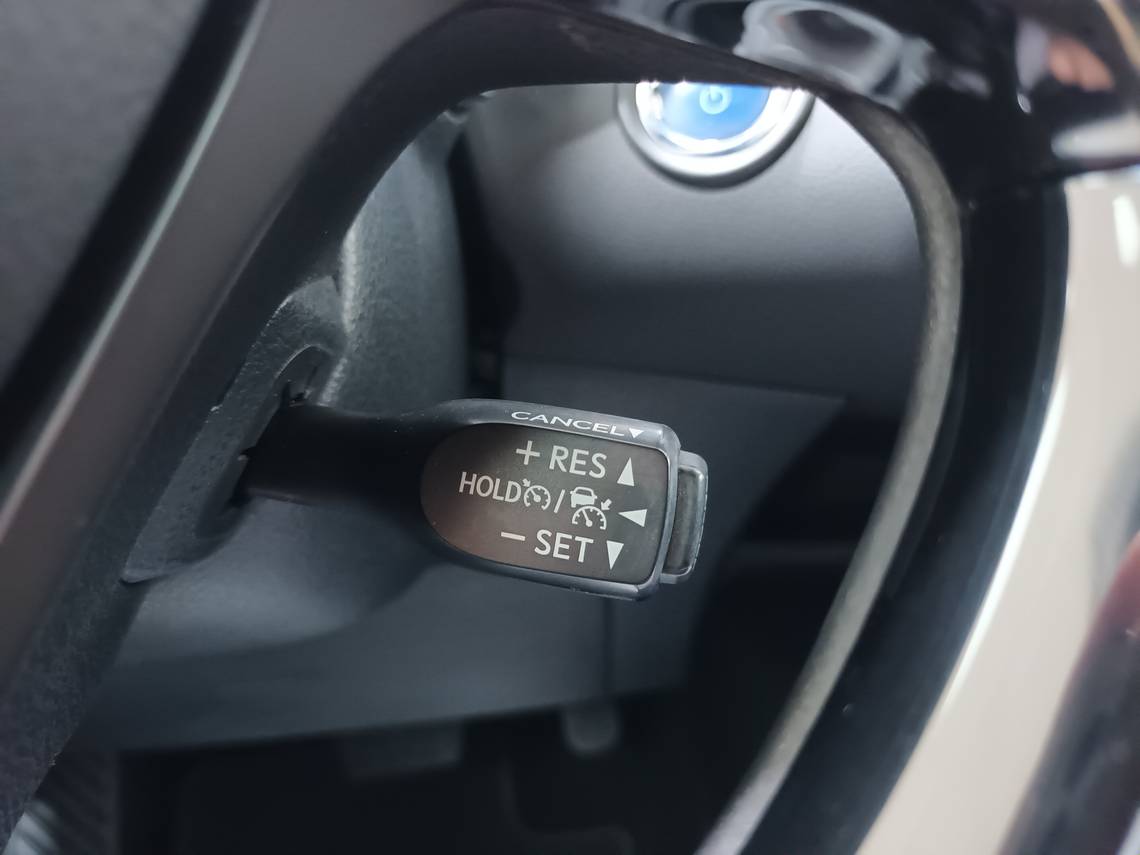 CANCEL▼
+ RES ▲
HOLD / ◀
− SET ▼